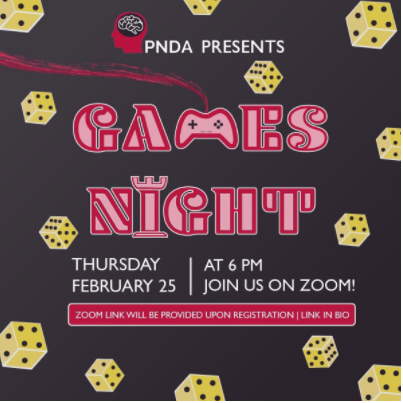 PNDA PRESENTS
GAMES
NIGHT
THURSDAY
FEBRUARY 25
AT 6 PM
JOIN US ON ZOOM!
ZOOM LINK WILL BE PROVIDED UPON REGISTRATION | LINK IN BIO